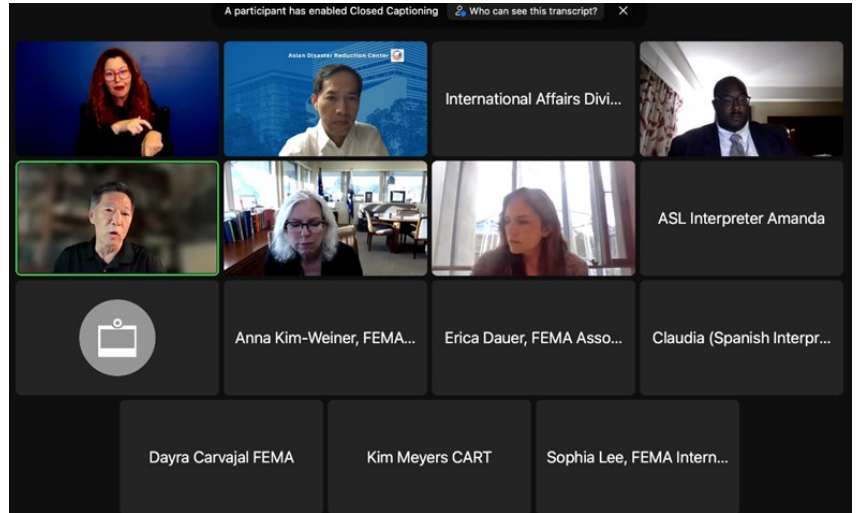 A participant has enabled Closed Captioning
Who can see this transcript?
Asian Disaster Reduction Center
International Affairs Divi...
ASL Interpreter Amanda
Anna Kim-Weiner, FEMA...
Erica Dauer, FEMA Asso...
Claudia (Spanish Interpr...
Dayra Carvajal FEMA
Kim Meyers CART
Sophia Lee, FEMA Intern...